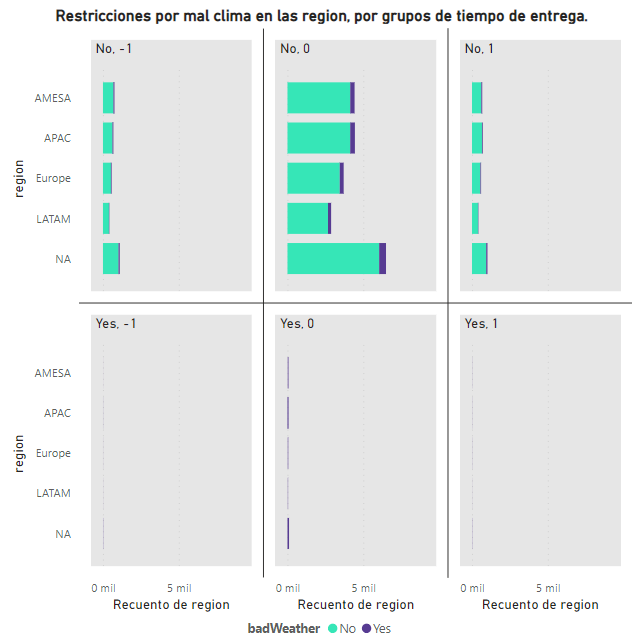 Restricciones por mal clima en las region, por grupos de tiempo de entrega.
No, -1
No, 0
No, 1
region
AMESA
APAC
Europe
LATAM
NA
Yes, -1
Yes, 0
Yes, 1
region
AMESA
APAC
Europe
LATAM
NA
0 mil 5 mil
0 mil 5 mil
0 mil 5 mil
Recuento de region
Recuento de region
Recuento de region
badWeather No Yes